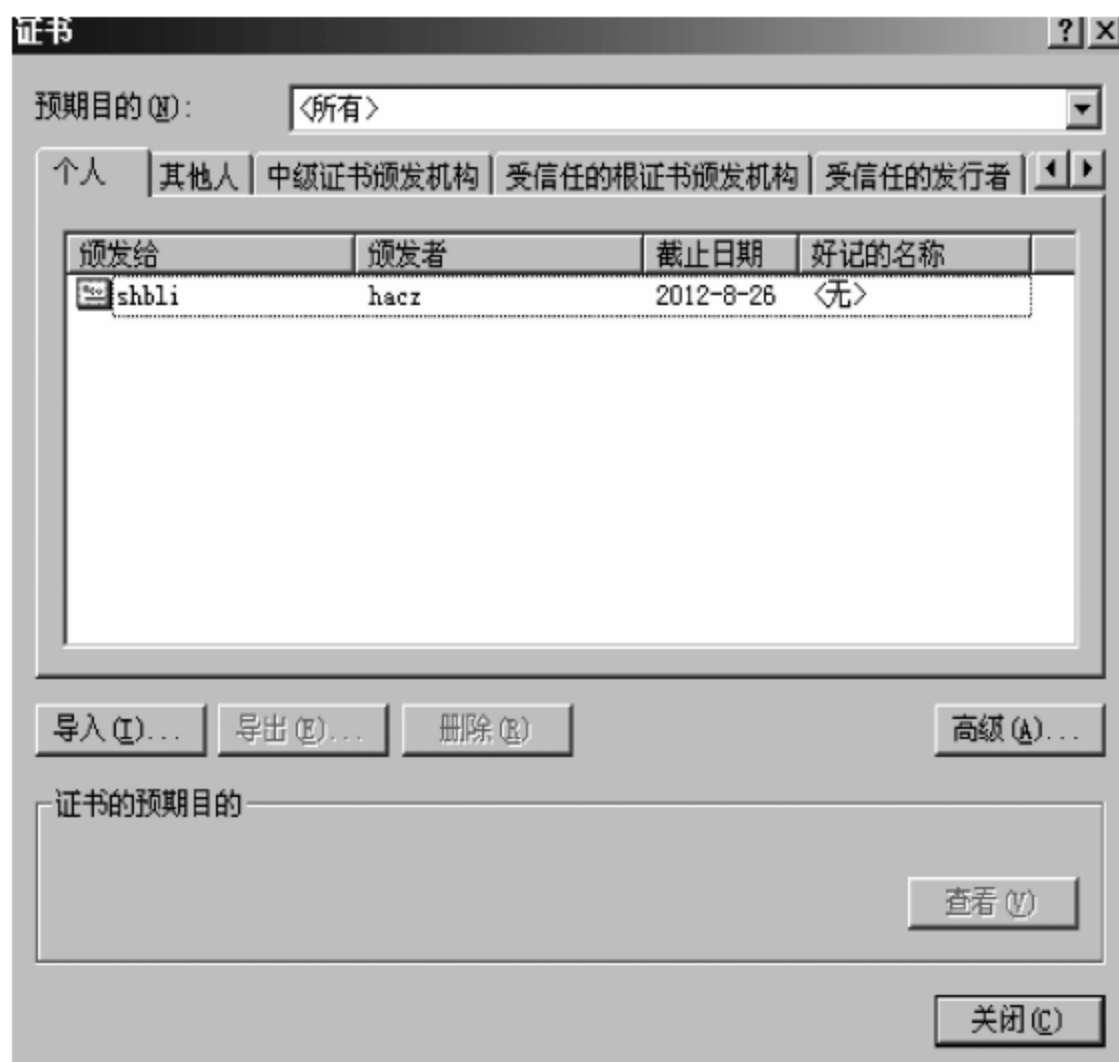 证书
预期目的(N): <所有>
个人 其他人 中级证书颁发机构 受信任的根证书颁发机构 受信任的发行者
颁发给 颁发者 截止日期 好记的名称
shbli hacz 2012-8-26 <无>
导入(I)... 导出(E)... 删除(R) 高级(A)...
证书的预期目的
查看(V)
关闭(C)